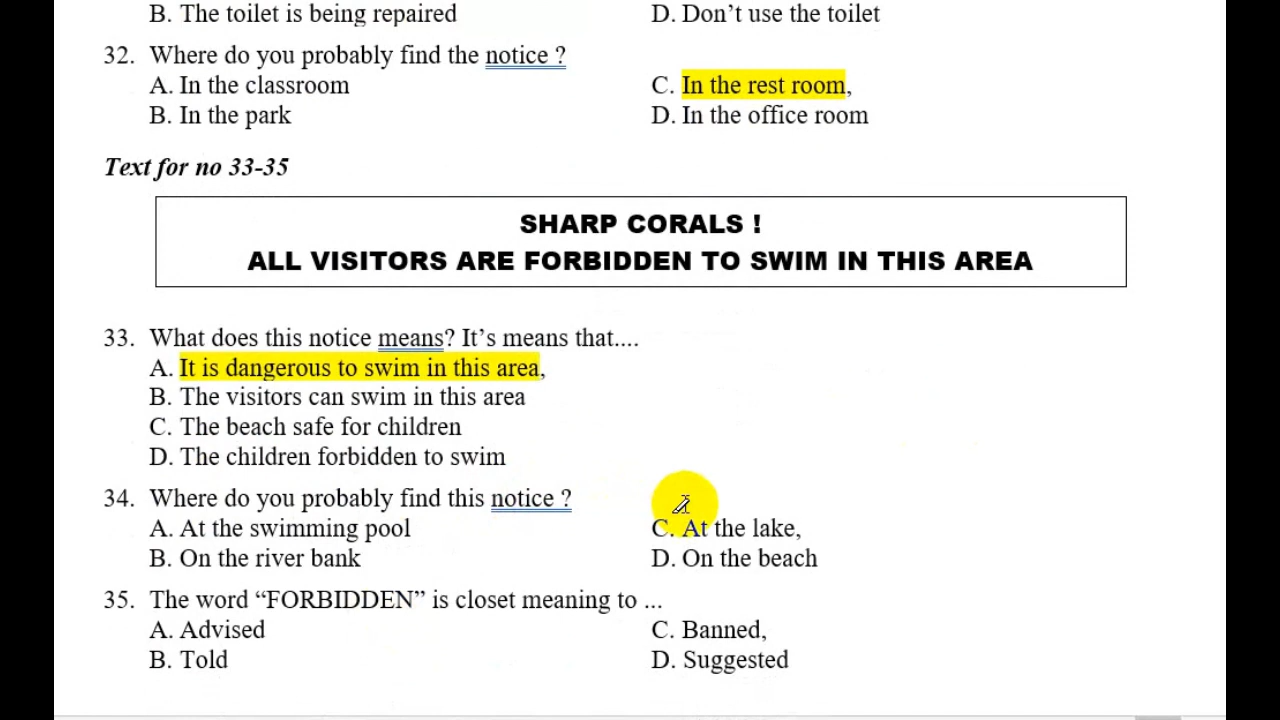 B. The toilet is being repaired D. Don’t use the toilet
32. Where do you probably find the notice ?
A. In the classroom C. In the rest room,
B. In the park D. In the office room
Text for no 33-35
SHARP CORALS !
ALL VISITORS ARE FORBIDDEN TO SWIM IN THIS AREA
33. What does this notice means? It’s means that....
A. It is dangerous to swim in this area,
B. The visitors can swim in this area
C. The beach safe for children
D. The children forbidden to swim
34. Where do you probably find this notice ?
A. At the swimming pool C. At the lake,
B. On the river bank D. On the beach
35. The word “FORBIDDEN” is closet meaning to ...
A. Advised C. Banned,
B. Told D. Suggested